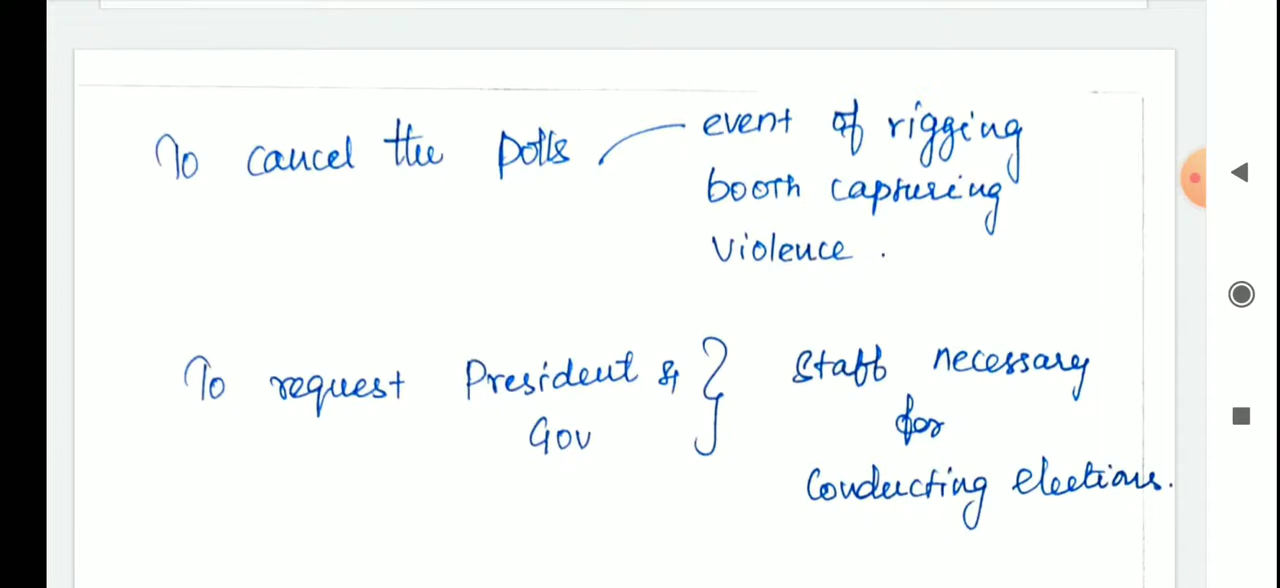 To cancel the polls event of rigging
booth capturing
violence .
To request President & Staff necessary
Gov for
Conducting elections.